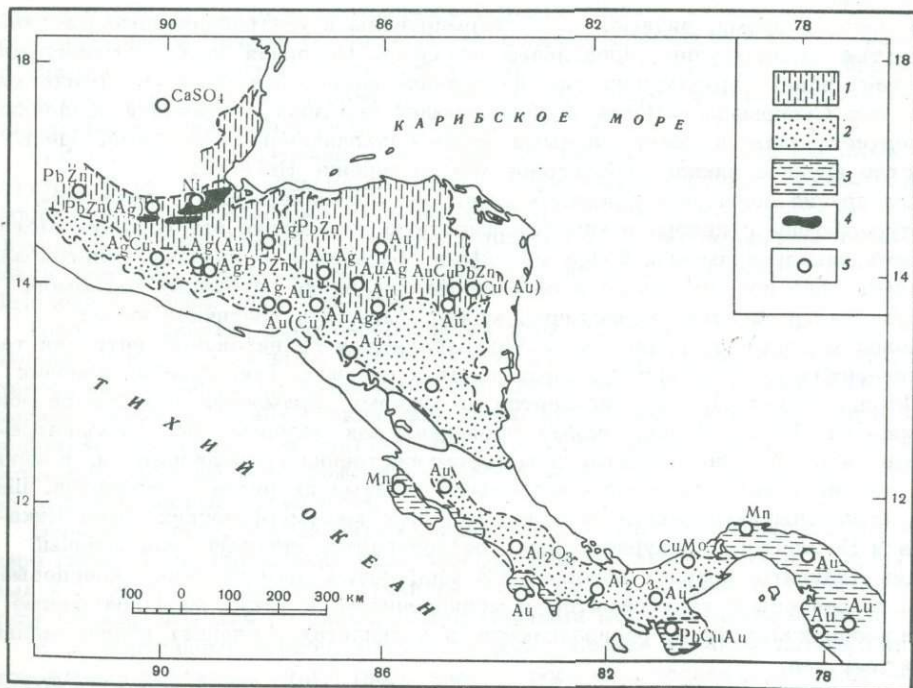 90 86 82 78
18 18
CaSO₄
КАРИБСКОЕ МОРЕ
1
2
3
4
5
PbZn
Ni
PbZn(Ag)
AgPbZn
AgCu Ag(Au) Au
AuAg
AgPbZn AuAg AuCuPbZn
Cu(Au)
14 14
Ag Au Au
Au(Cu) AuAg Au
Au
ТИХИЙ ОКЕАН
Mn Au
12 12
Mn
Al₂O₃ CuMo
Au
Al₂O₃
100 0 100 200 300 км
Au Au Au Au
PbCuAu
90 86 82 78